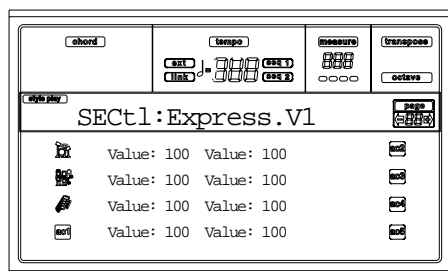 chord tempo measure transpose
ext seq 1
link seq 2
octave
style play page
SECtl:Express.V1
Value: 100 Value: 100 ac2
Value: 100 Value: 100 ac3
Value: 100 Value: 100 ac4
ac1 Value: 100 Value: 100 ac5